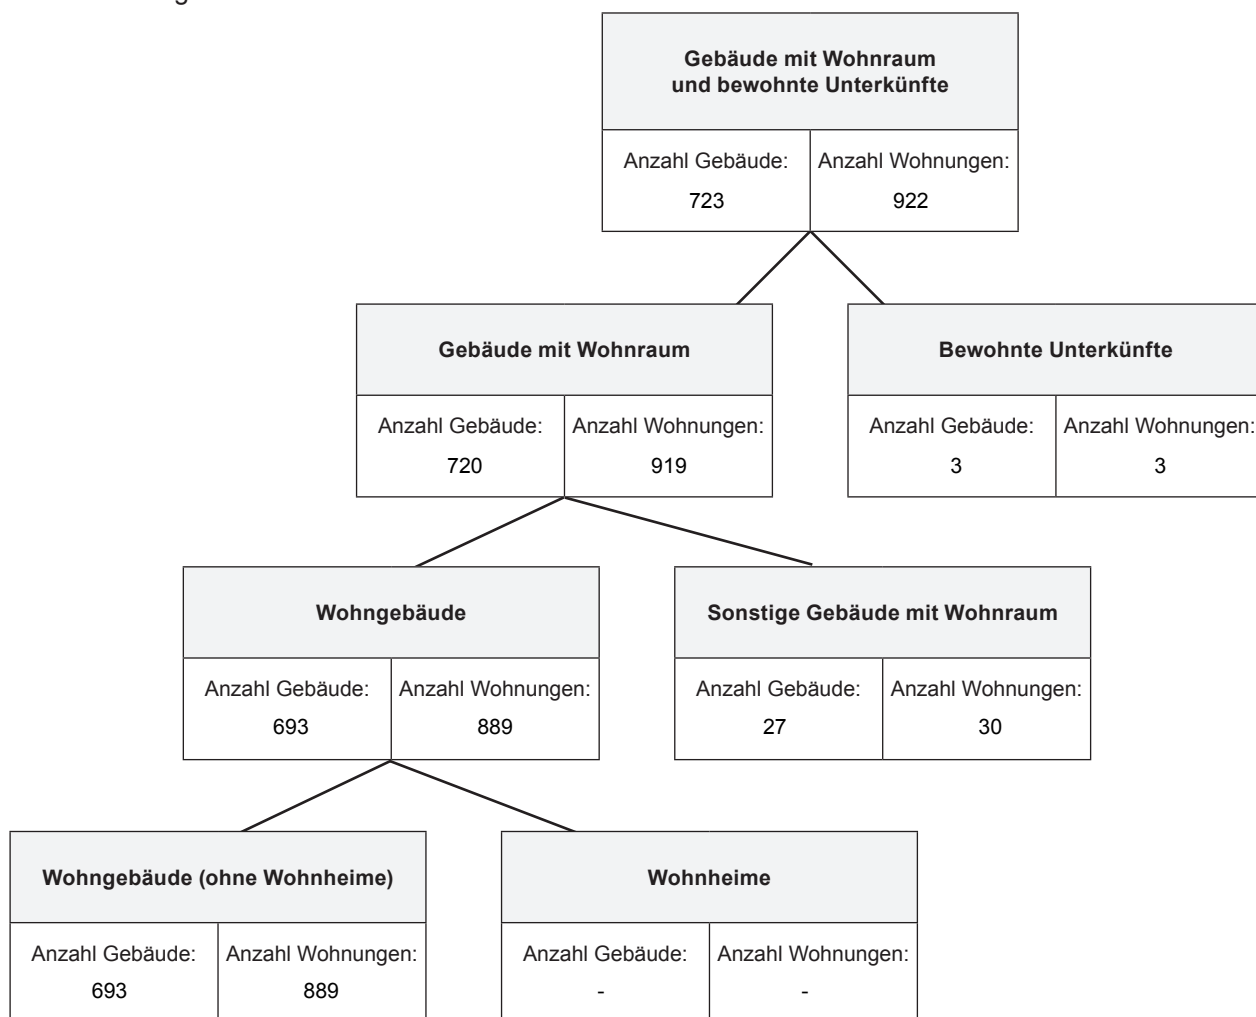 Gebäude mit Wohnraum
und bewohnte Unterkünfte
Anzahl Gebäude: Anzahl Wohnungen:
723 922
Gebäude mit Wohnraum
Bewohnte Unterkünfte
Anzahl Gebäude: Anzahl Wohnungen:
720 919
Anzahl Gebäude: Anzahl Wohnungen:
3 3
Wohngebäude
Sonstige Gebäude mit Wohnraum
Anzahl Gebäude: Anzahl Wohnungen:
693 889
Anzahl Gebäude: Anzahl Wohnungen:
27 30
Wohngebäude (ohne Wohnheime)
Wohnheime
Anzahl Gebäude: Anzahl Wohnungen:
693 889
Anzahl Gebäude: Anzahl Wohnungen:
- -